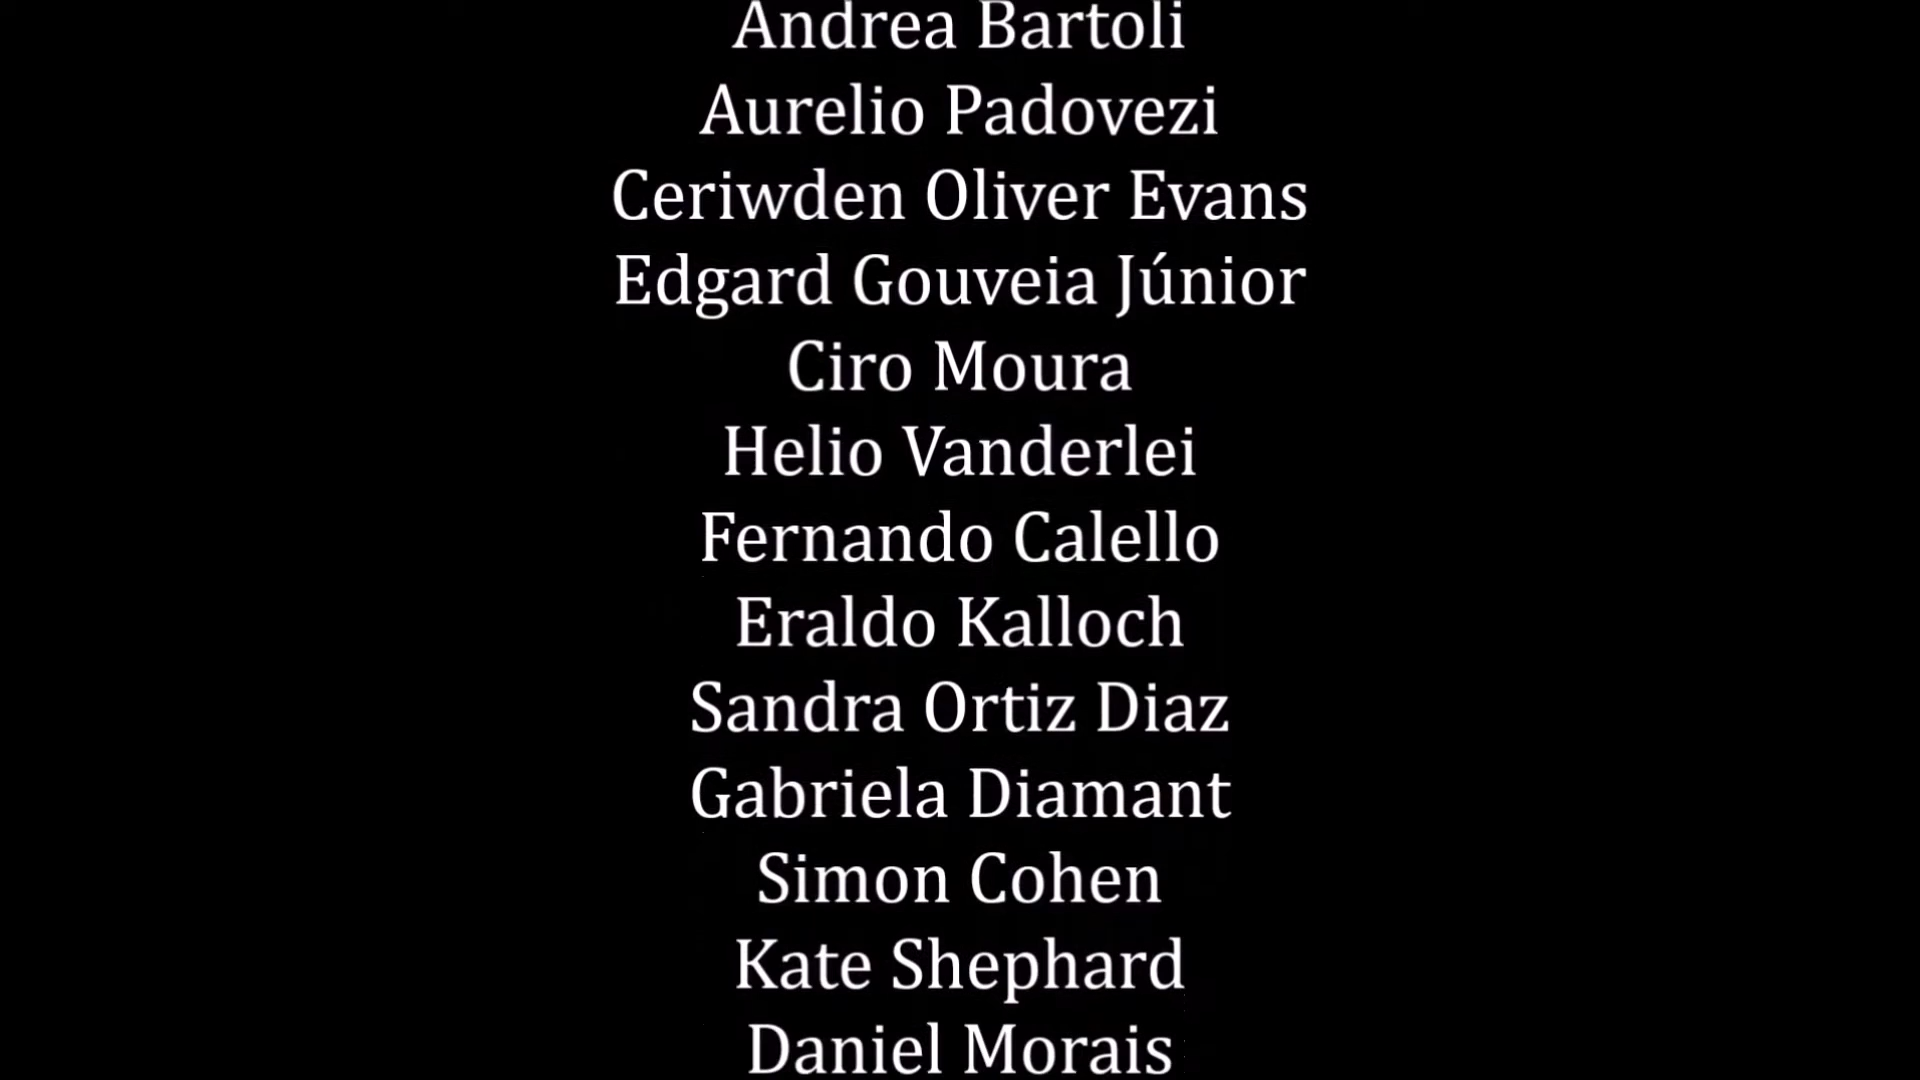 Andrea Bartoli
Aurelio Padovezi
Ceriwden Oliver Evans
Edgard Gouveia Júnior
Ciro Moura
Helio Vanderlei
Fernando Calello
Eraldo Kalloch
Sandra Ortiz Diaz
Gabriela Diamant
Simon Cohen
Kate Shephard
Daniel Morais